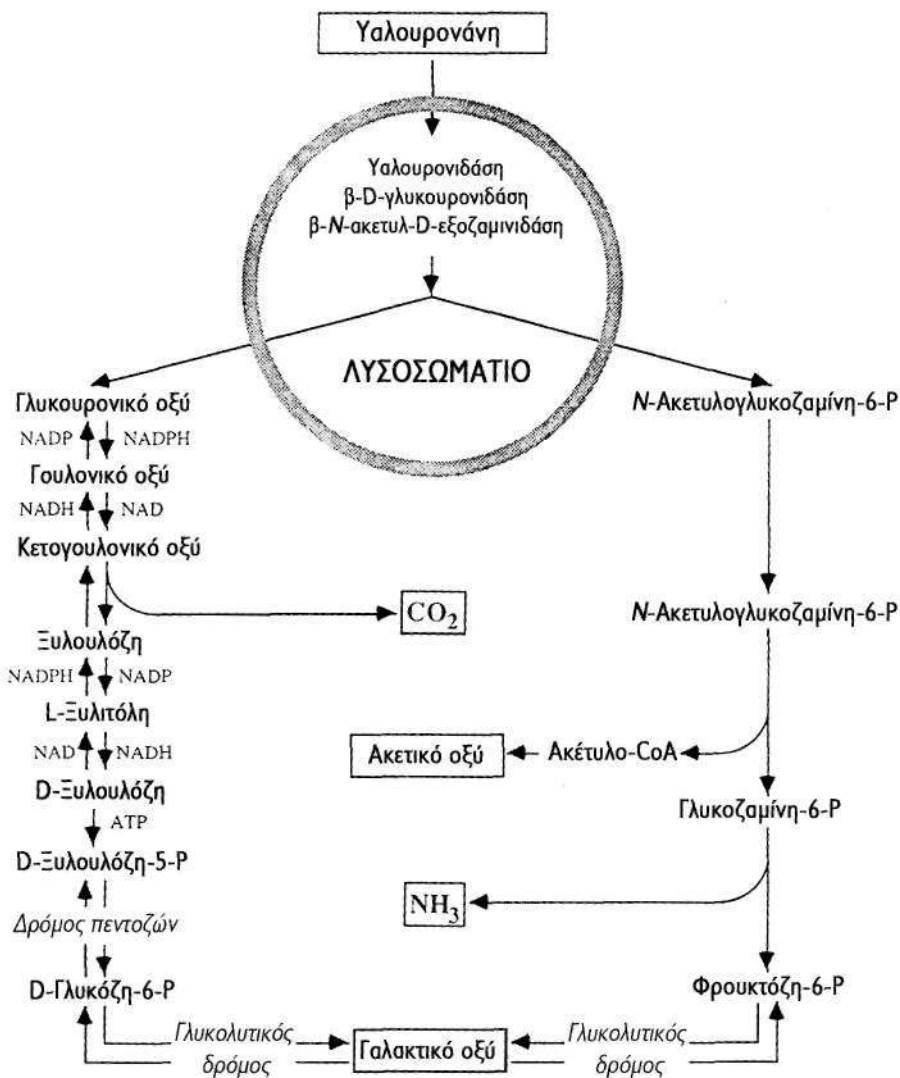 Υαλουρονάνη
Υαλουρονιδάση
β-D-γλυκουρονιδάση
β-N-ακετυλ-D-εξοζαμινιδάση
ΛΥΣΟΣΩΜΑΤΙΟ
Γλυκουρονικό οξύ
NADP NADPH
Γουλονικό οξύ
NADH NAD
Κετογουλονικό οξύ
CO2
Ξυλουλόζη
NADPH NADP
L-Ξυλιτόλη
NAD NADH
D-Ξυλουλόζη
ATP
D-Ξυλουλόζη-5-P
Δρόμος πεντοζών
D-Γλυκόζη-6-P
Γλυκολυτικός
δρόμος
Γαλακτικό οξύ
N-Ακετυλογλυκοζαμίνη-6-P
N-Ακετυλογλυκοζαμίνη-6-P
Ακετικό οξύ Ακέτυλο-CoA
Γλυκοζαμίνη-6-P
NH3
Φρουκτόζη-6-P
Γλυκολυτικός
δρόμος